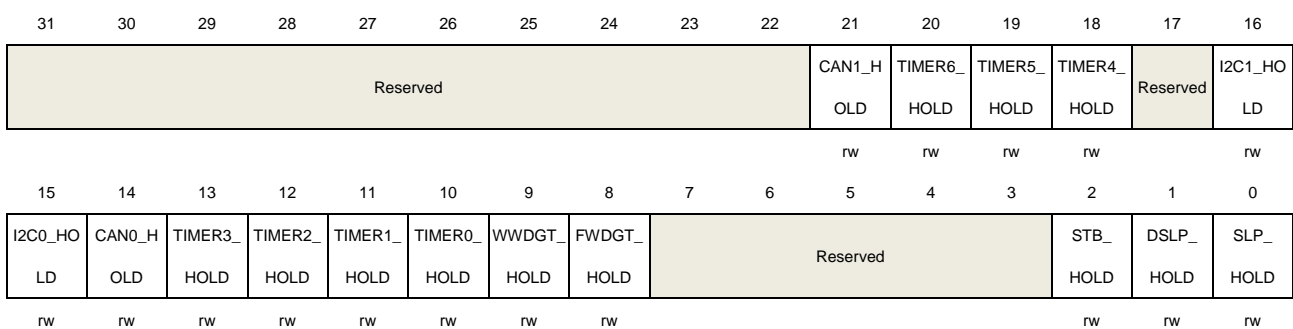 31 30 29 28 27 26 25 24 23 22 21 20 19 18 17 16
Reserved CAN1_H TIMER6_ TIMER5_ TIMER4_ Reserved I2C1_HO
OLD HOLD HOLD HOLD LD
rw rw rw rw rw
15 14 13 12 11 10 9 8 7 6 5 4 3 2 1 0
I2C0_HO CAN0_H TIMER3_ TIMER2_ TIMER1_ TIMER0_ WWDGT_ FWDGT_ Reserved STB_ DSLP_ SLP_
LD OLD HOLD HOLD HOLD HOLD HOLD HOLD HOLD HOLD HOLD
rw rw rw rw rw rw rw rw rw rw rw